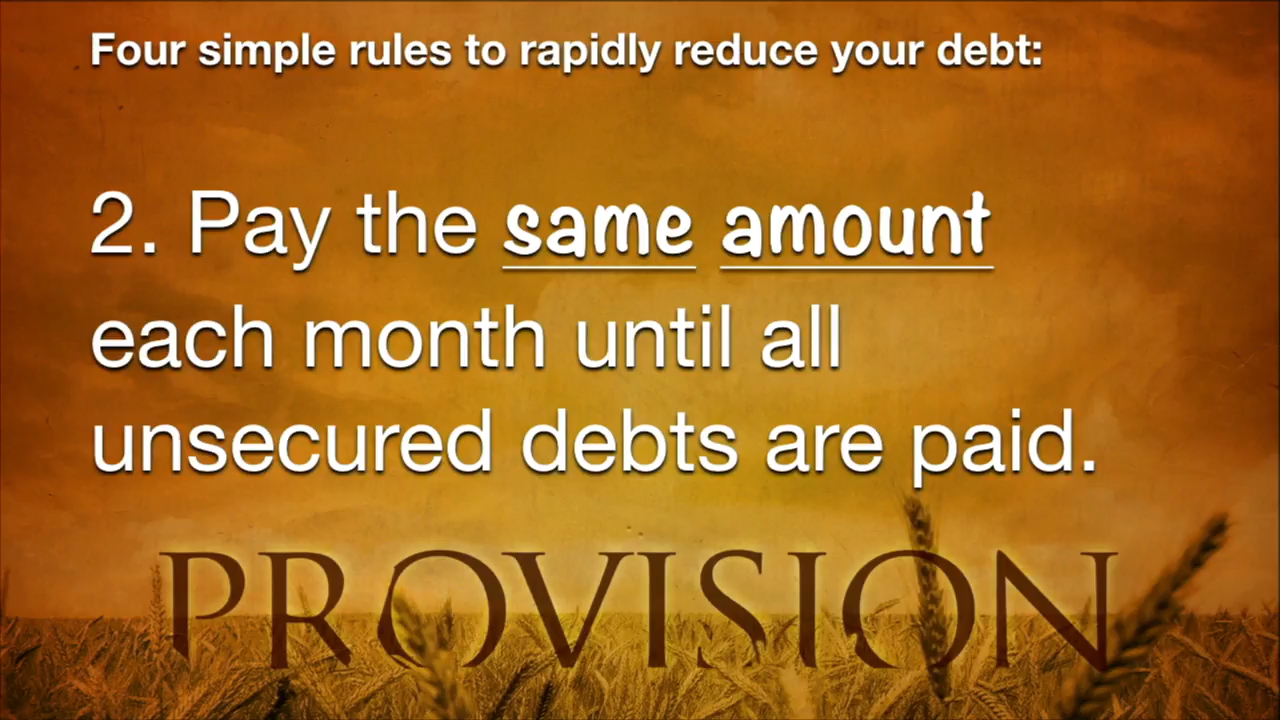 Four simple rules to rapidly reduce your debt:
2. Pay the same amount
each month until all
unsecured debts are paid.
PROVISION